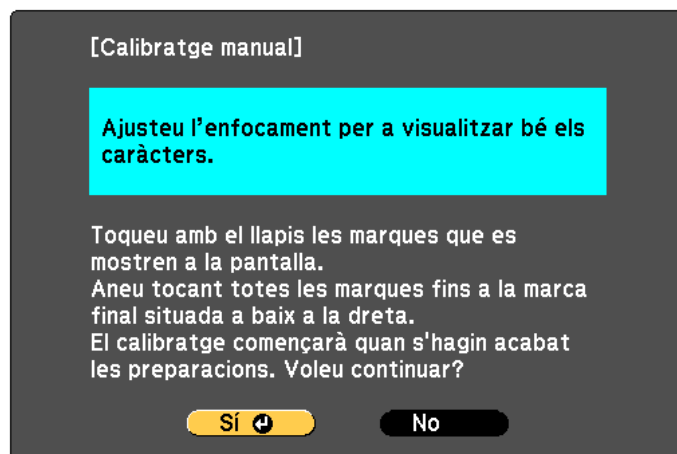 [Calibratge manual]
Ajusteu l’enfocament per a visualitzar bé els
caràcters.
Toqueu amb el llapis les marques que es
mostren a la pantalla.
Aneu tocant totes les marques fins a la marca
final situada a baix a la dreta.
El calibratge començarà quan s'hagin acabat
les preparacions. Voleu continuar?
Sí No